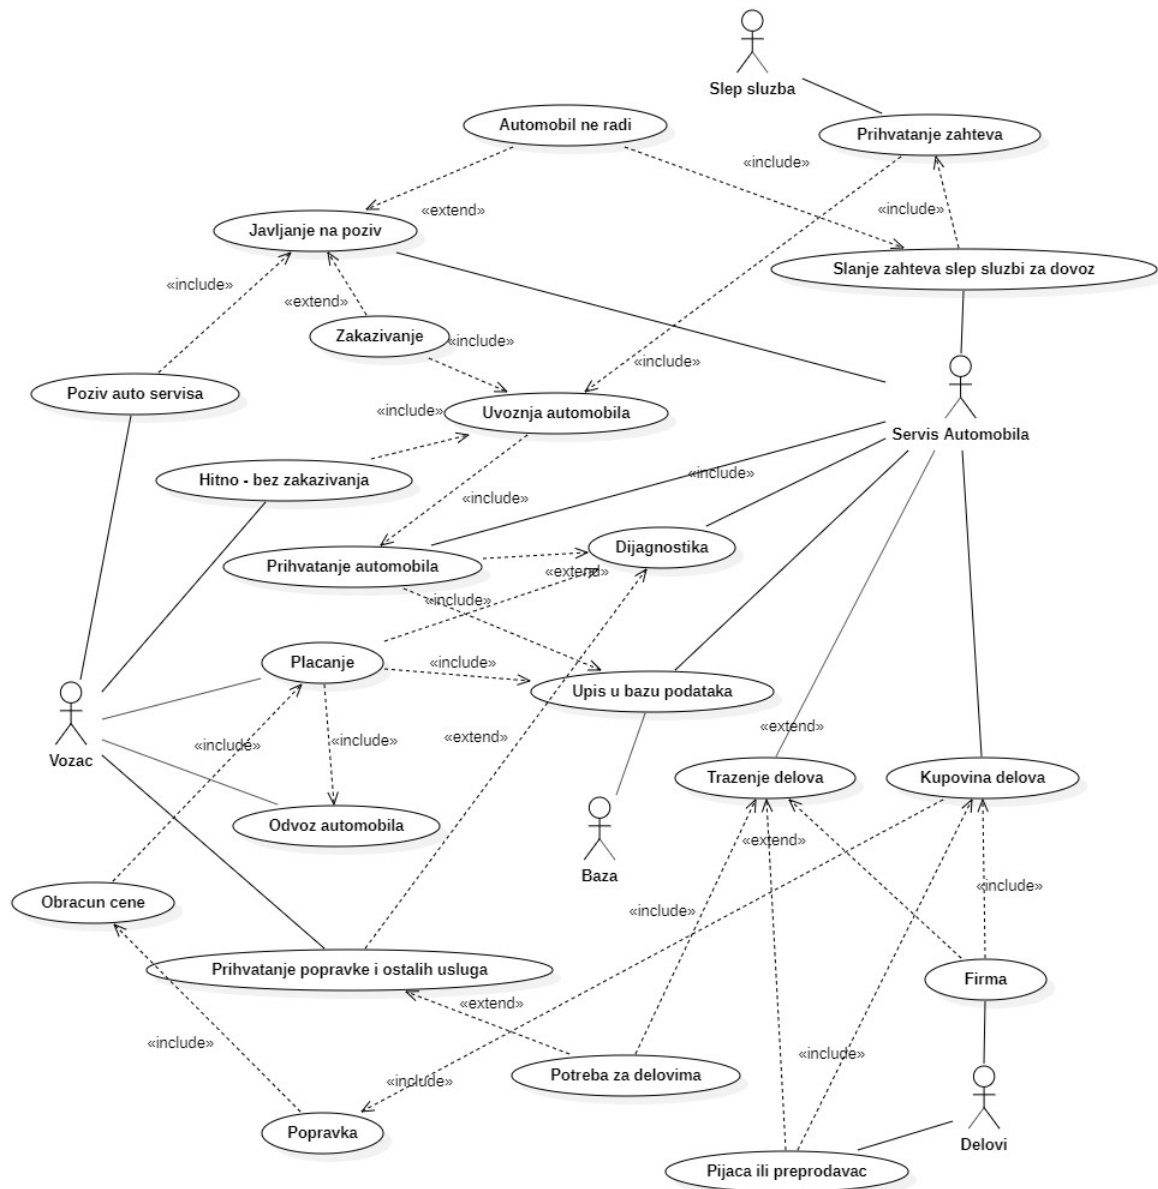 Slep sluzba
Automobil ne radi
Prihvatanje zahteva
«include»
«extend»
«include»
Javljanje na poziv
«include»
Slanje zahteva slep sluzbi za dovoz
«extend»
Zakazivanje
«include»
«include»
Poziv auto servisa
«include»
Uvoznja automobila
Servis Automobila
Hitno - bez zakazivanja
«include»
«include»
Dijagnostika
Prihvatanje automobila
«extend»
«include»
Placanje
«include»
Upis u bazu podataka
«extend»
«include»
«include»
«extend»
Vozac
Trazenje delova
Kupovina delova
Odvoz automobila
«extend»
Baza
«include»
Obracun cene
«include»
Prihvatanje popravke i ostalih usluga
Firma
«extend»
«include»
«include»
Potreba za delovima
«include»
Popravka
Delovi
Pijaca ili preprodavac